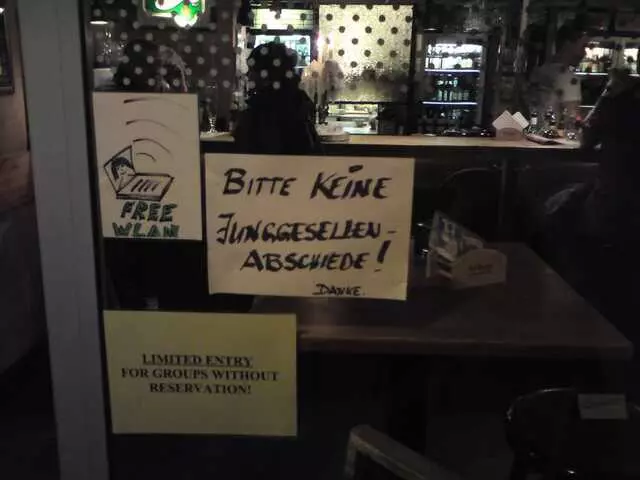 FREE
WLAN
BITTE KEINE
JUNGGESELLEN-
ABSCHIEDE!
DANKE.
LIMITED ENTRY
FOR GROUPS WITHOUT
RESERVATION!